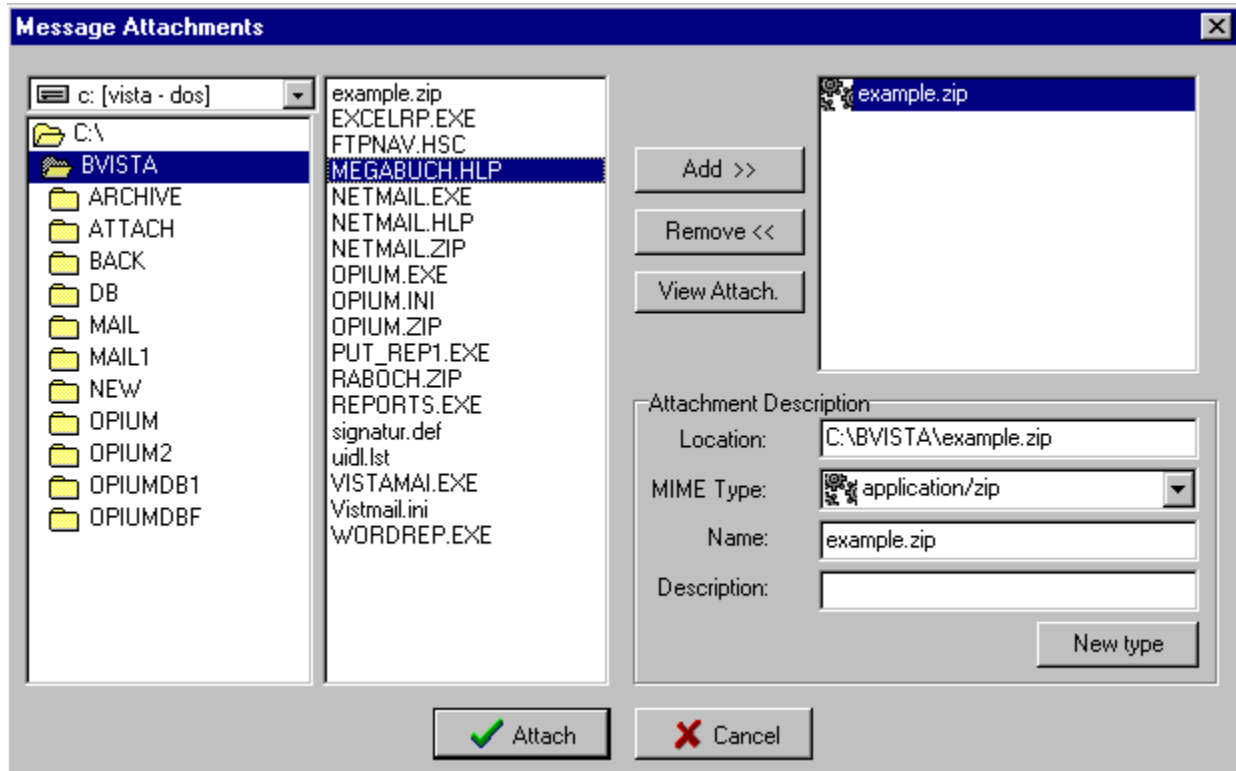 Message Attachments
c: [vista - dos]
C:\
BVISTA
ARCHIVE
ATTACH
BACK
DB
MAIL
MAIL1
NEW
OPIUM
OPIUM2
OPIUMDB1
OPIUMDBF
example.zip
EXCELRP.EXE
FTPNAV.HSC
MEGABUCH.HLP
NETMAIL.EXE
NETMAIL.HLP
NETMAIL.ZIP
OPIUM.EXE
OPIUM.INI
OPIUM.ZIP
PUT_REP1.EXE
RABOCH.ZIP
REPORTS.EXE
signatur.def
uidl.lst
VISTAMAI.EXE
Vistmail.ini
WORDREP.EXE
Add >>
Remove <<
View Attach.
example.zip
Attachment Description
Location: C:\BVISTA\example.zip
MIME Type: application/zip
Name: example.zip
Description:
New type
Attach
Cancel